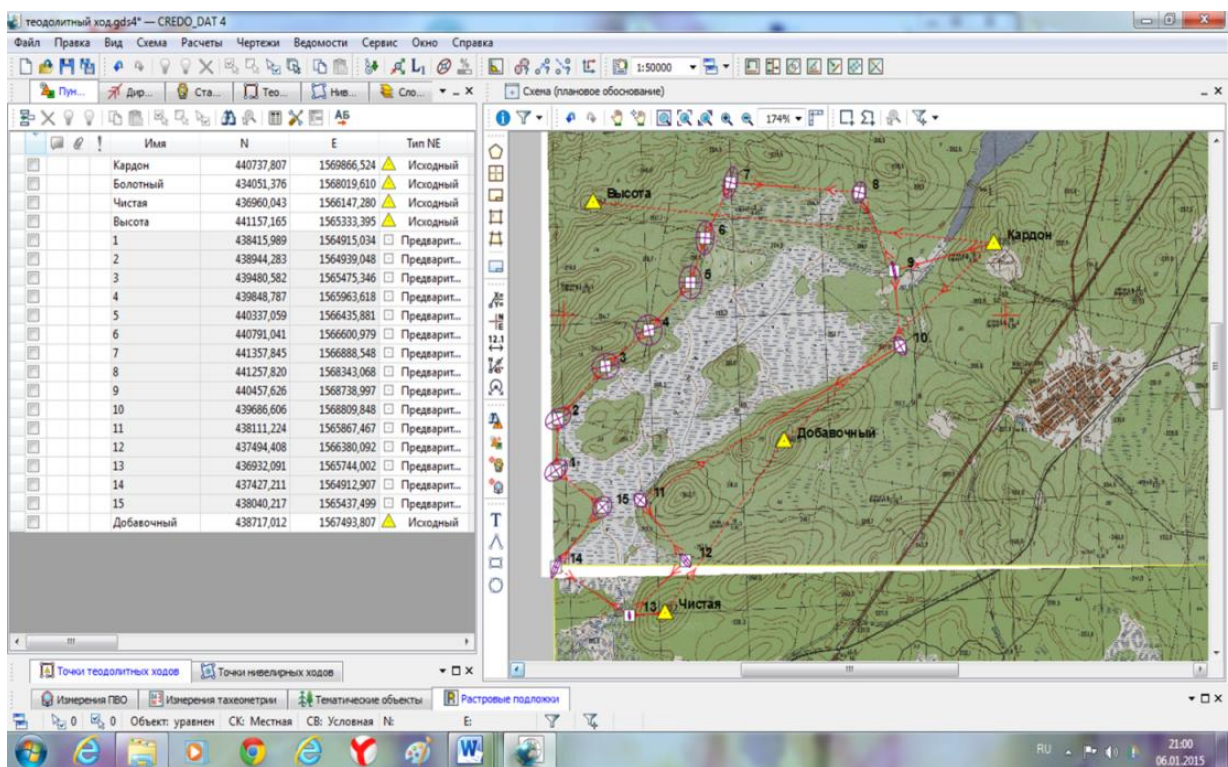 теодолитный ход.gds4* — CREDO_DAT 4
Файл Правка Вид Схема Расчеты Чертежи Ведомости Сервис Окно Справка
1:50000
Пун... Дир... Ста... Тео... Нив... Сло...
Схема (плановое обоснование)
174%
Имя N E Тип NE
Кардон 440737,807 1569866,524 Исходный
Болотный 434051,376 1568019,610 Исходный
Чистая 436960,043 1566147,280 Исходный
Высота 441157,165 1565333,395 Исходный
1 438415,989 1564915,034 Предварит...
2 438944,283 1564939,048 Предварит...
3 439480,582 1565475,346 Предварит...
4 439848,787 1565963,618 Предварит...
5 440337,059 1566435,881 Предварит...
6 440791,041 1566600,979 Предварит...
7 441357,845 1566888,548 Предварит...
8 441257,820 1568343,068 Предварит...
9 440457,626 1568738,997 Предварит...
10 439686,606 1568809,848 Предварит...
11 438111,224 1565867,467 Предварит...
12 437494,408 1566380,092 Предварит...
13 436932,091 1565744,002 Предварит...
14 437427,211 1564912,907 Предварит...
15 438040,217 1565437,499 Предварит...
Добавочный 438717,012 1567493,807 Исходный
7
8
Высота
6
Кардон
9
5
4
10
3
2
Добавочный
1
15
11
12
14
13
Чистая
Точки теодолитных ходов Точки нивелирных ходов
Измерения ПВО Измерения тахеометрии Тематические объекты Растровые подложки
0 0 Объект: уравнен СК: Местная СВ: Условная N: E:
RU
21:00
06.01.2015